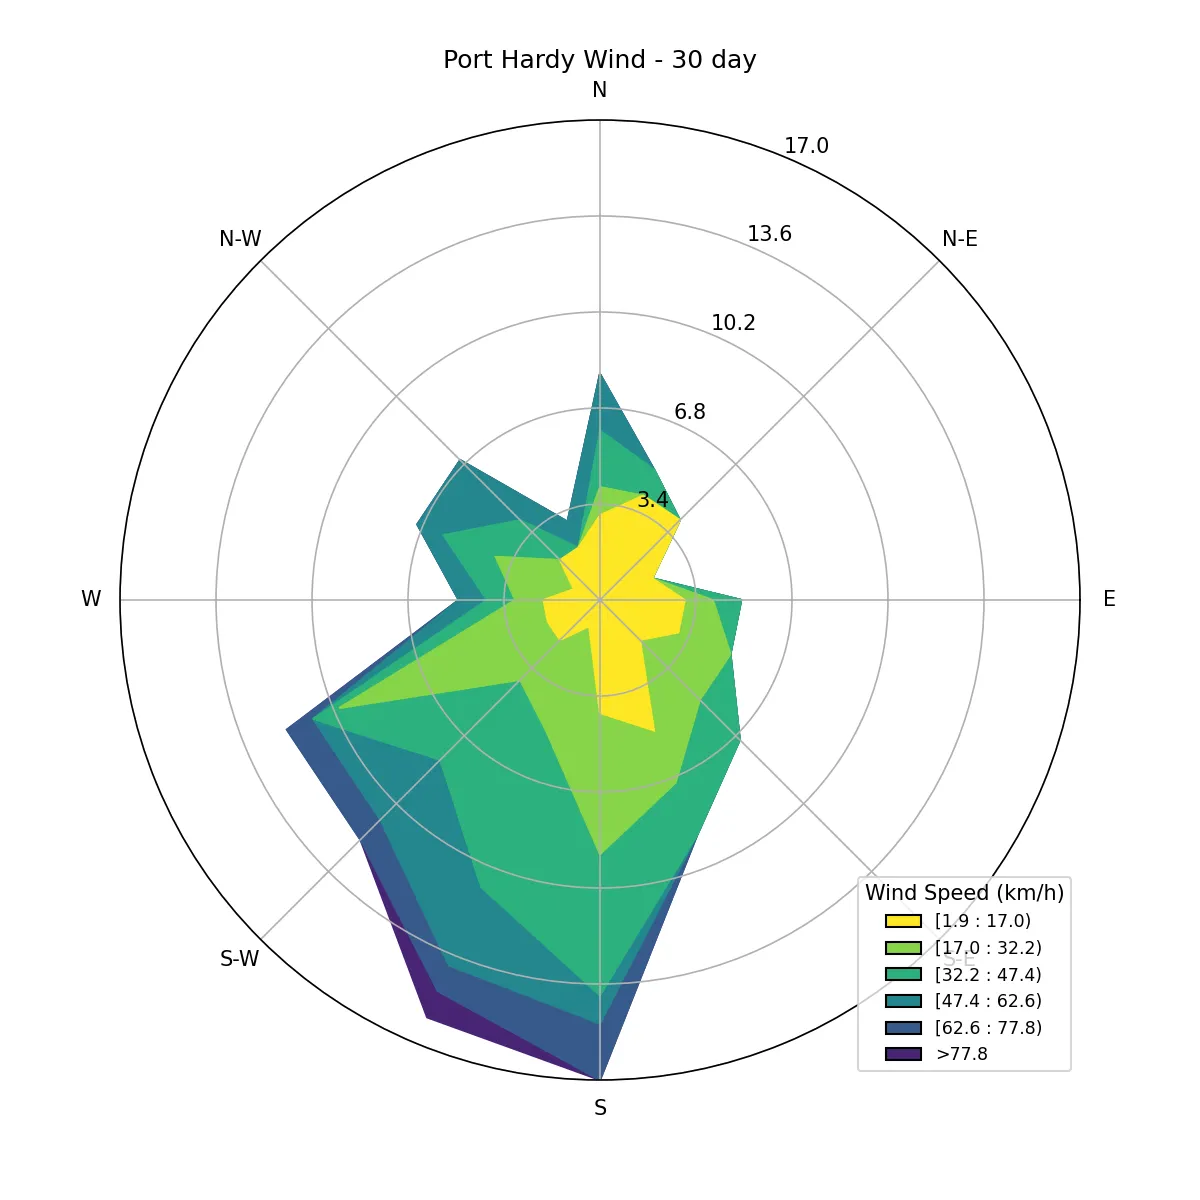 Port Hardy Wind - 30 day
N
17.0
N-W
13.6
N-E
10.2
6.8
3.4
W
E
Wind Speed (km/h)
[1.9 : 17.0)
[17.0 : 32.2)
S-W
S-E
[32.2 : 47.4)
[47.4 : 62.6)
[62.6 : 77.8)
>77.8
S